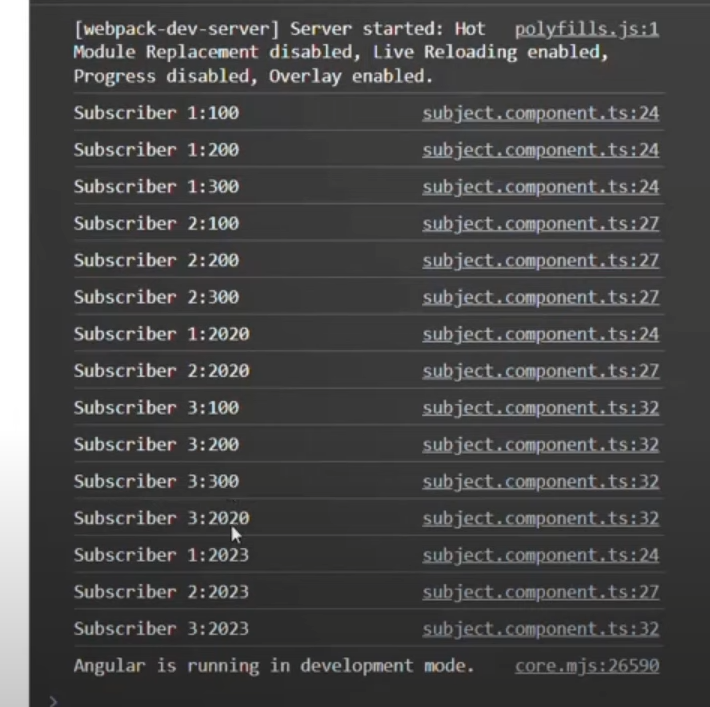 [webpack-dev-server] Server started: Hot polyfills.js:1
Module Replacement disabled, Live Reloading enabled,
Progress disabled, Overlay enabled.
Subscriber 1:100 subject.component.ts:24
Subscriber 1:200 subject.component.ts:24
Subscriber 1:300 subject.component.ts:24
Subscriber 2:100 subject.component.ts:27
Subscriber 2:200 subject.component.ts:27
Subscriber 2:300 subject.component.ts:27
Subscriber 1:2020 subject.component.ts:24
Subscriber 2:2020 subject.component.ts:27
Subscriber 3:100 subject.component.ts:32
Subscriber 3:200 subject.component.ts:32
Subscriber 3:300 subject.component.ts:32
Subscriber 3:2020 subject.component.ts:32
Subscriber 1:2023 subject.component.ts:24
Subscriber 2:2023 subject.component.ts:27
Subscriber 3:2023 subject.component.ts:32
Angular is running in development mode. core.mjs:26590
>